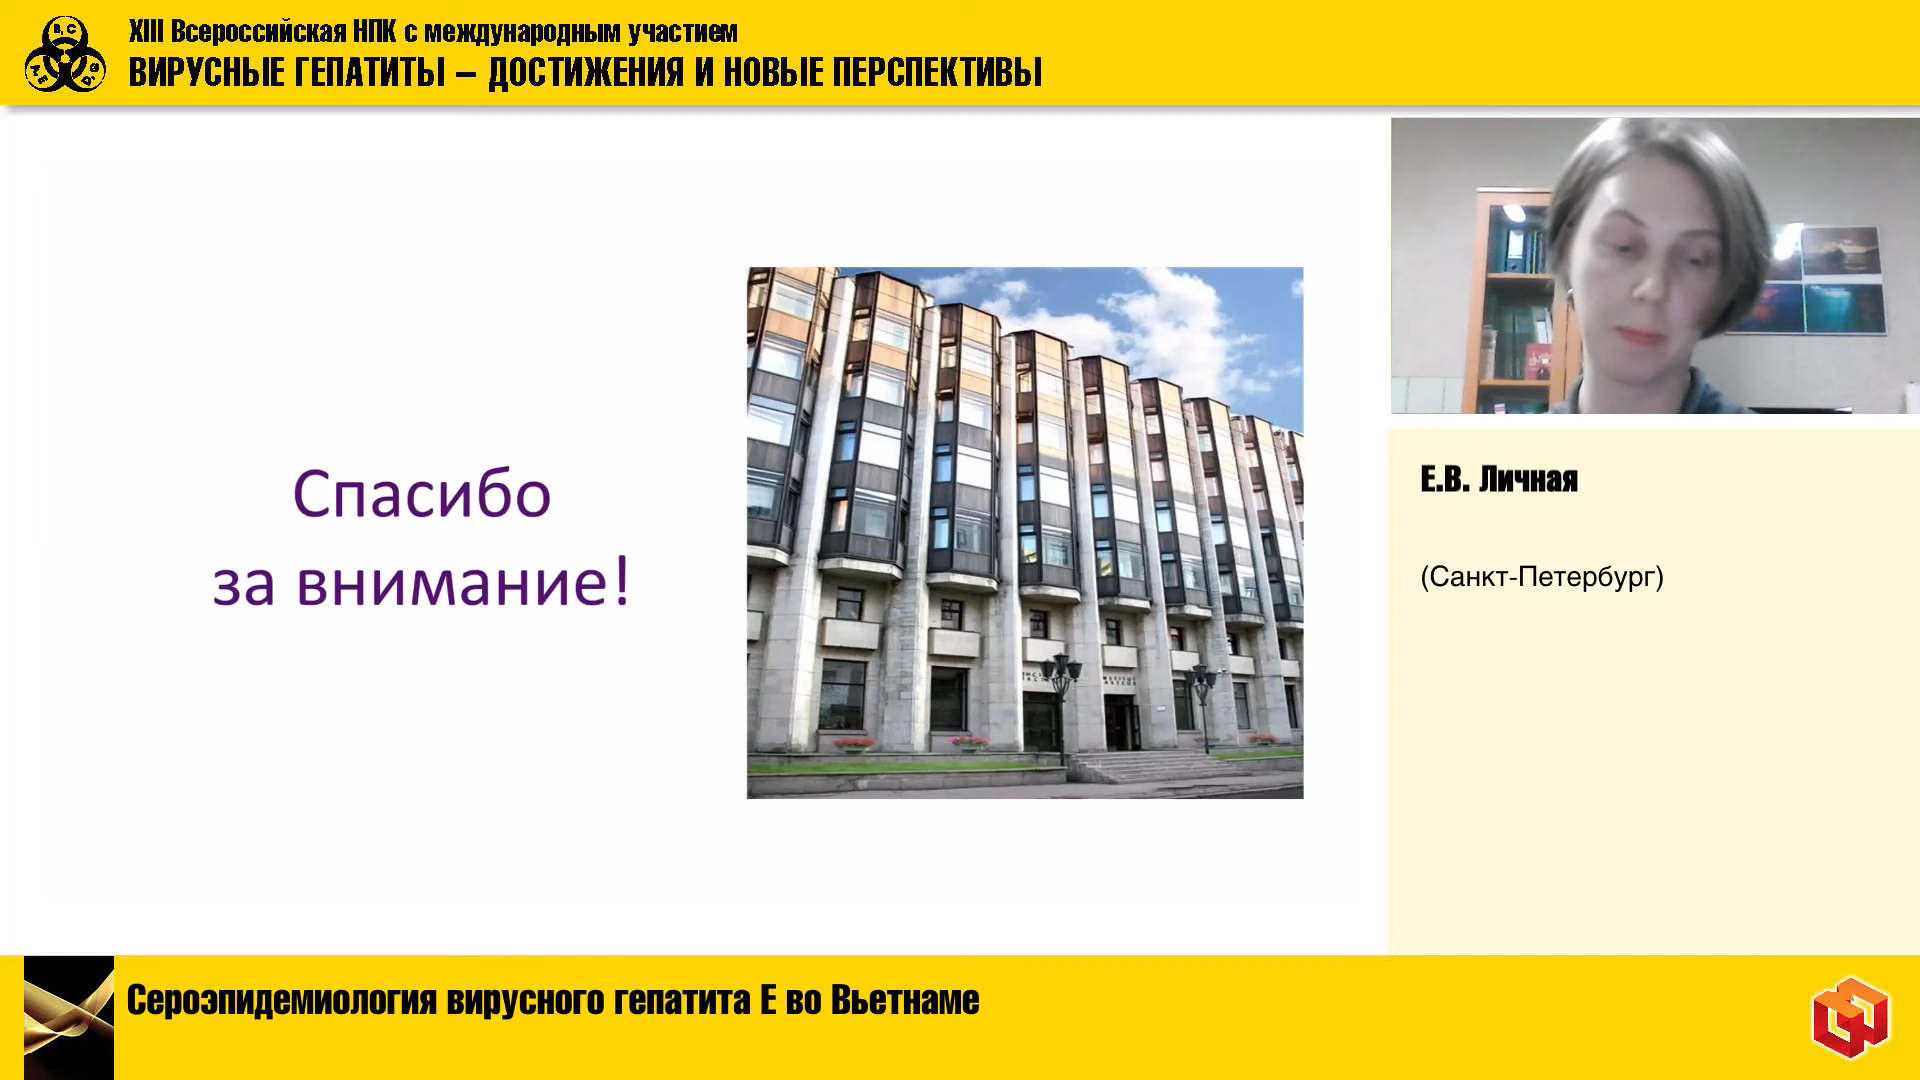 XIII Всероссийская НПК с международным участием
ВИРУСНЫЕ ГЕПАТИТЫ – ДОСТИЖЕНИЯ И НОВЫЕ ПЕРСПЕКТИВЫ
B, C
Спасибо
за внимание!
Е.В. Личная
(Санкт-Петербург)
Сероэпидемиология вирусного гепатита Е во Вьетнаме